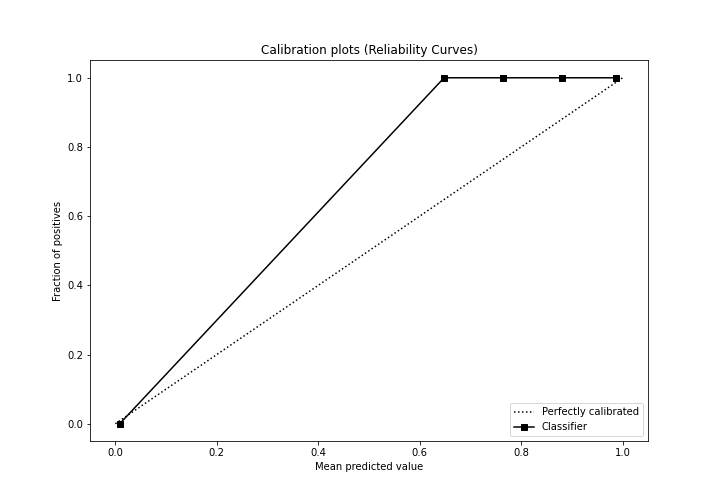 Calibration plots (Reliability Curves)
1.0
0.8
0.6
0.4
0.2
0.0
Fraction of positives
0.0 0.2 0.4 0.6 0.8 1.0
Mean predicted value
Perfectly calibrated
Classifier